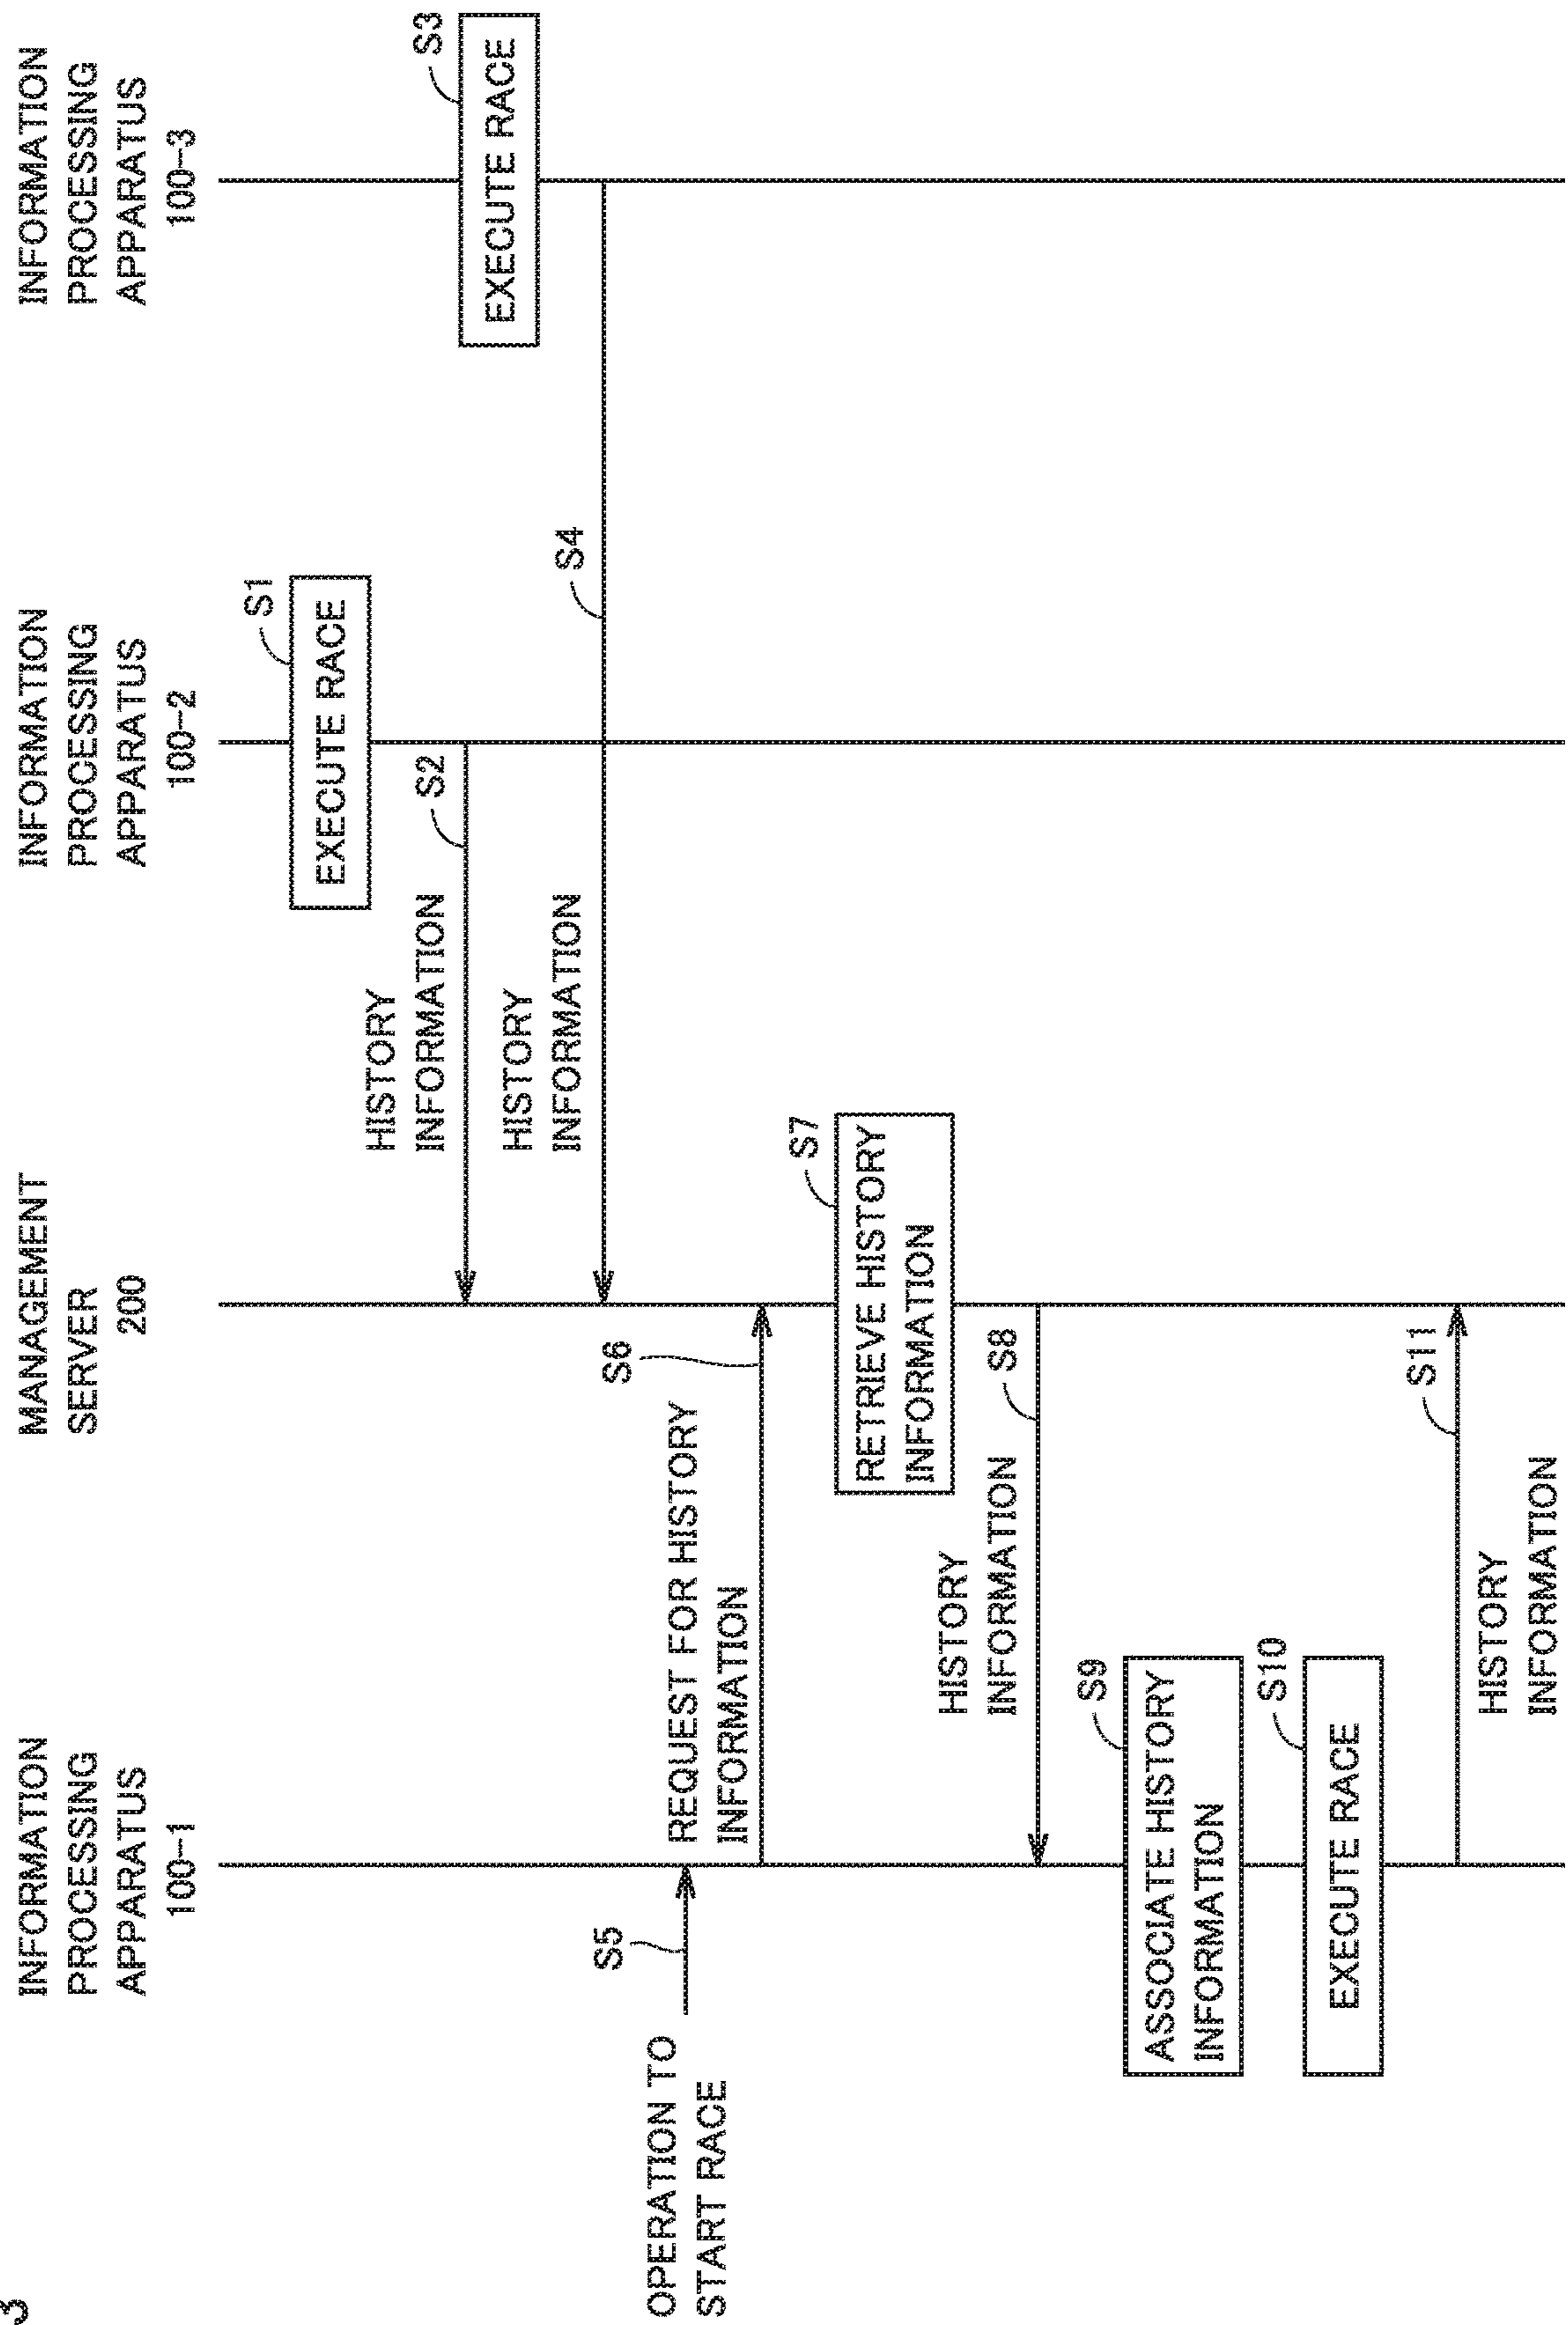 3
INFORMATION
PROCESSING
APPARATUS
100-1
MANAGEMENT
SERVER
200
INFORMATION
PROCESSING
APPARATUS
100-2
INFORMATION
PROCESSING
APPARATUS
100-3
S1
EXECUTE RACE
HISTORY
INFORMATION
S2
S3
EXECUTE RACE
HISTORY
INFORMATION
S4
OPERATION TO
START RACE
S5
REQUEST FOR HISTORY
INFORMATION
S6
S7
RETRIEVE HISTORY
INFORMATION
HISTORY
INFORMATION
S8
S9
ASSOCIATE HISTORY
INFORMATION
S10
EXECUTE RACE
S11
HISTORY
INFORMATION